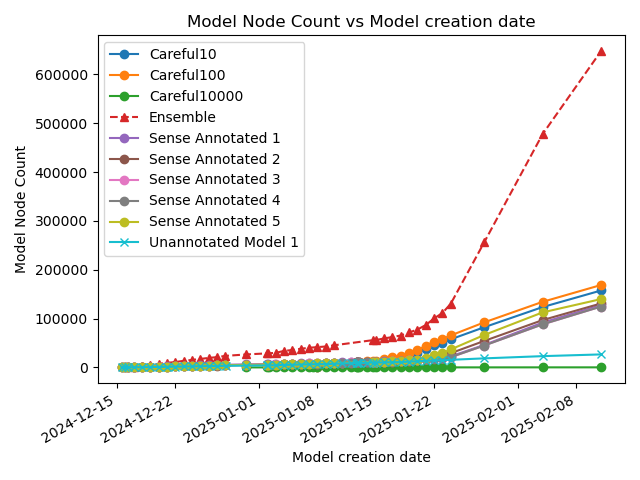 Model Node Count vs Model creation date
Careful10
Careful100
Careful10000
Ensemble
Sense Annotated 1
Sense Annotated 2
Sense Annotated 3
Sense Annotated 4
Sense Annotated 5
Unannotated Model 1
Model Node Count
600000
500000
400000
300000
200000
100000
0
2024-12-15
2024-12-22
2025-01-01
2025-01-08
2025-01-15
2025-01-22
2025-02-01
2025-02-08
Model creation date